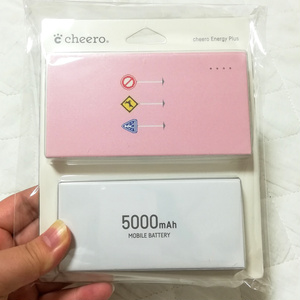 cheero®
cheero Energy Plus
5000mAh
MOBILE BATTERY